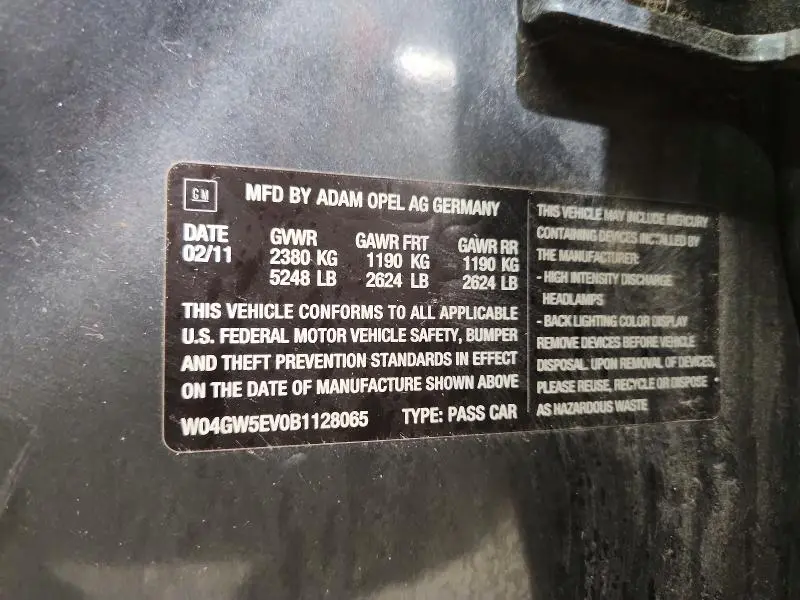 GM
MFD BY ADAM OPEL AG GERMANY
DATE GVWR GAWR FRT GAWR RR
02/11 2380 KG 1190 KG 1190 KG
5248 LB 2624 LB 2624 LB
THIS VEHICLE CONFORMS TO ALL APPLICABLE
U.S. FEDERAL MOTOR VEHICLE SAFETY, BUMPER
AND THEFT PREVENTION STANDARDS IN EFFECT
ON THE DATE OF MANUFACTURE SHOWN ABOVE
W04GW5EV0B1128065 TYPE: PASS CAR
THIS VEHICLE MAY INCLUDE MERCURY
CONTAINING DEVICES INSTALLED BY
THE MANUFACTURER:
- HIGH INTENSITY DISCHARGE
HEADLAMPS
- BACK LIGHTING COLOR DISPLAY
REMOVE DEVICES BEFORE VEHICLE
DISPOSAL. UPON REMOVAL OF DEVICES,
PLEASE REUSE, RECYCLE OR DISPOSE
AS HAZARDOUS WASTE